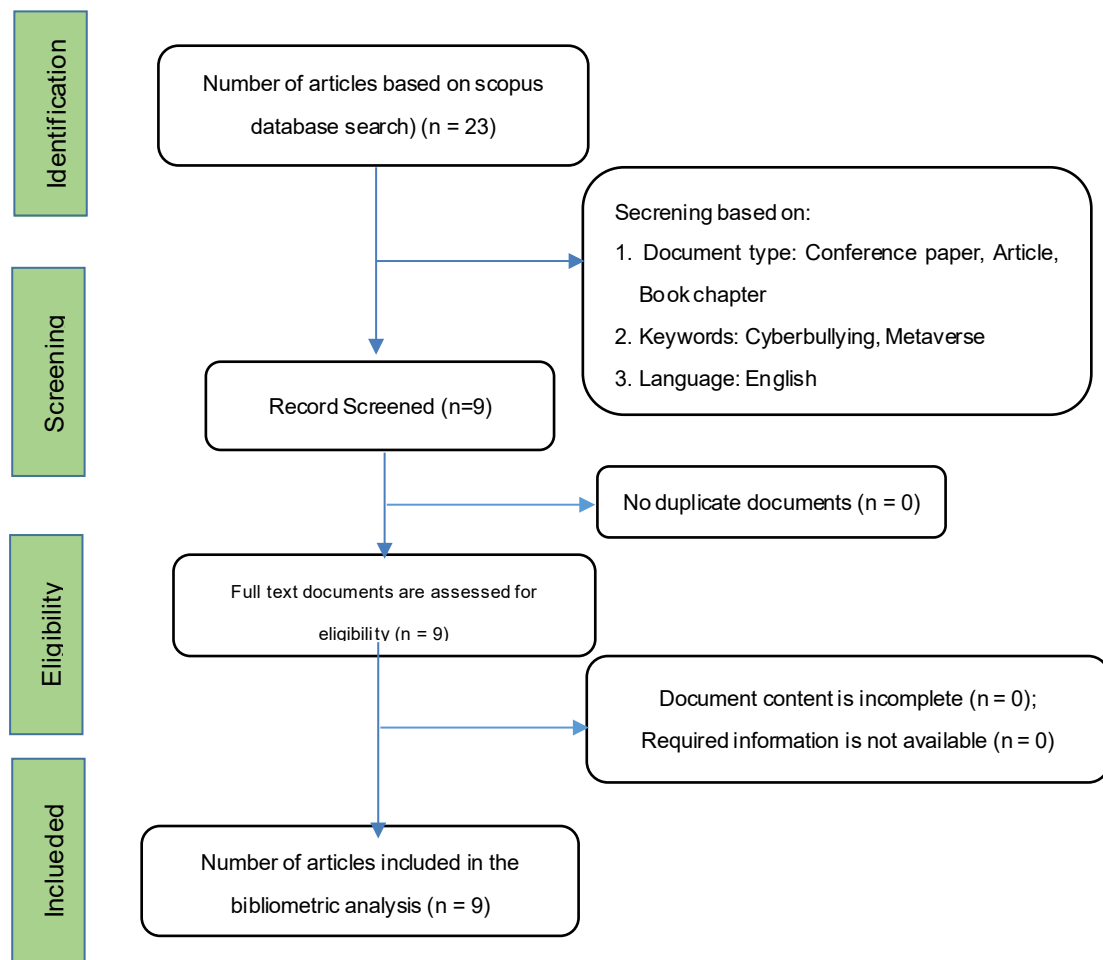 Identification
Number of articles based on scopus
database search) (n = 23)
Secrening based on:
1. Document type: Conference paper, Article,
Book chapter
2. Keywords: Cyberbullying, Metaverse
3. Language: English
Screening
Record Screened (n=9)
No duplicate documents (n = 0)
Eligibility
Full text documents are assessed for
eligibility (n = 9)
Document content is incomplete (n = 0);
Required information is not available (n = 0)
Inclueded
Number of articles included in the
bibliometric analysis (n = 9)